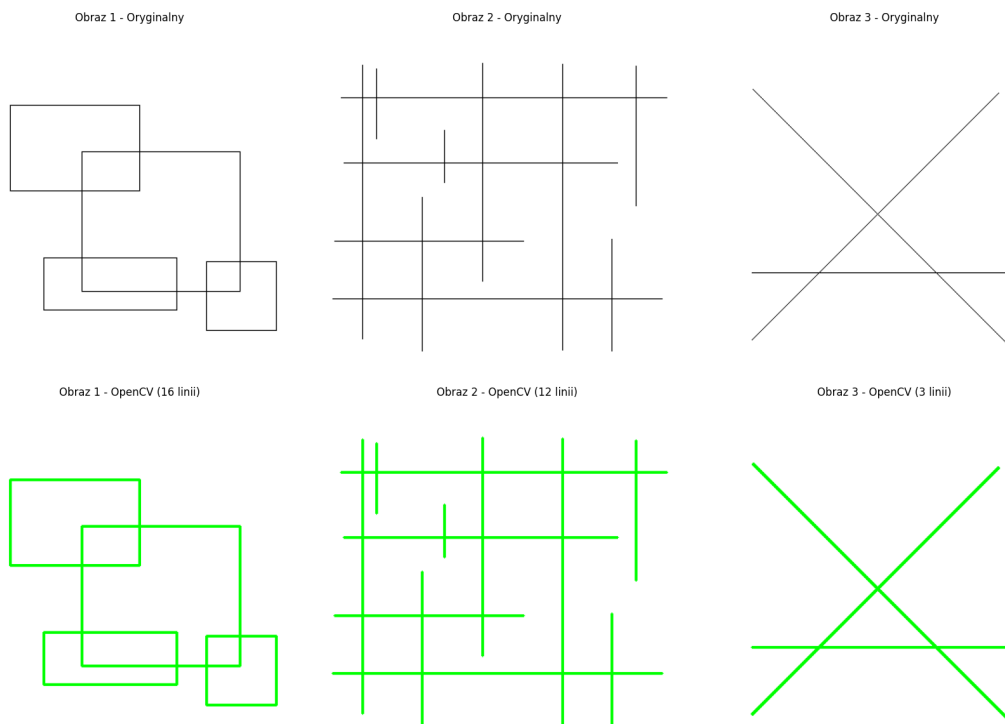 Obraz 1 - Oryginalny
Obraz 2 - Oryginalny
Obraz 3 - Oryginalny
Obraz 1 - OpenCV (16 linii)
Obraz 2 - OpenCV (12 linii)
Obraz 3 - OpenCV (3 linii)